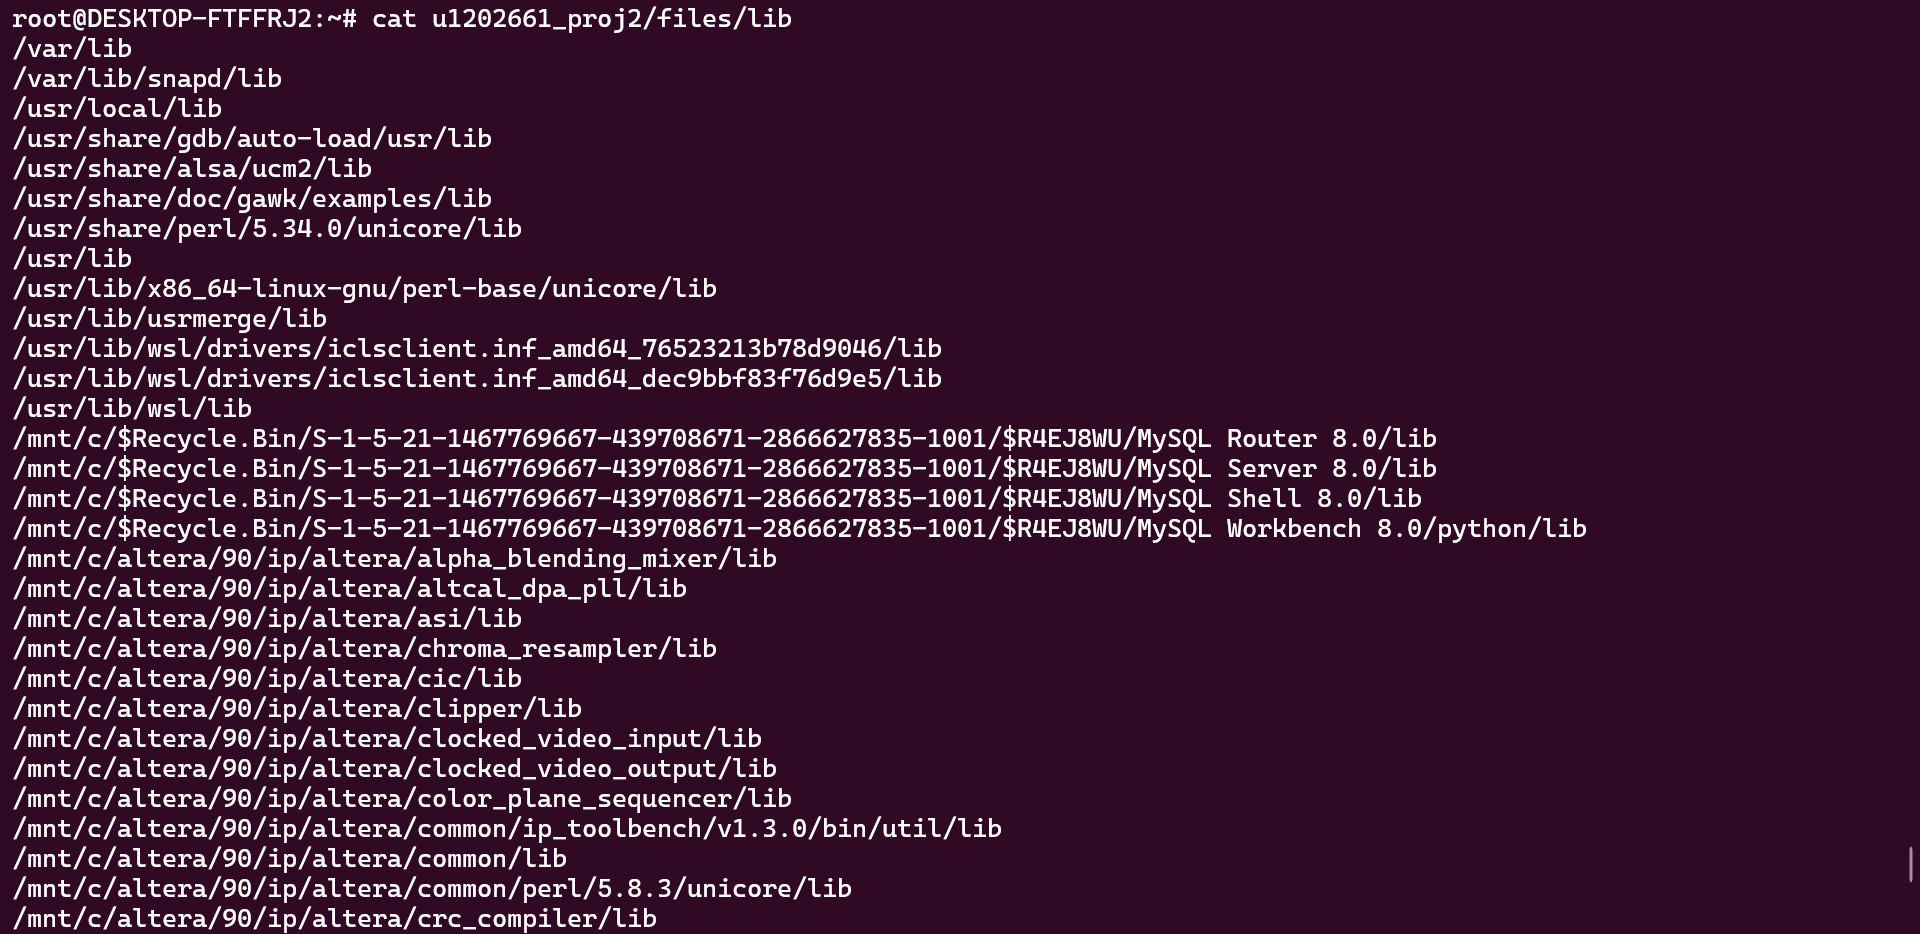 root@DESKTOP-FTFFRJ2:~# cat u1202661_proj2/files/lib
/var/lib
/var/lib/snapd/lib
/usr/local/lib
/usr/share/gdb/auto-load/usr/lib
/usr/share/alsa/ucm2/lib
/usr/share/doc/gawk/examples/lib
/usr/share/perl/5.34.0/unicore/lib
/usr/lib
/usr/lib/x86_64-linux-gnu/perl-base/unicore/lib
/usr/lib/usrmerge/lib
/usr/lib/wsl/drivers/iclsclient.inf_amd64_76523213b78d9046/lib
/usr/lib/wsl/drivers/iclsclient.inf_amd64_dec9bbf83f76d9e5/lib
/usr/lib/wsl/lib
/mnt/c/$Recycle.Bin/S-1-5-21-1467769667-439708671-2866627835-1001/$R4EJ8WU/MySQL Router 8.0/lib
/mnt/c/$Recycle.Bin/S-1-5-21-1467769667-439708671-2866627835-1001/$R4EJ8WU/MySQL Server 8.0/lib
/mnt/c/$Recycle.Bin/S-1-5-21-1467769667-439708671-2866627835-1001/$R4EJ8WU/MySQL Shell 8.0/lib
/mnt/c/$Recycle.Bin/S-1-5-21-1467769667-439708671-2866627835-1001/$R4EJ8WU/MySQL Workbench 8.0/python/lib
/mnt/c/altera/90/ip/altera/alpha_blending_mixer/lib
/mnt/c/altera/90/ip/altera/altcal_dpa_pll/lib
/mnt/c/altera/90/ip/altera/asi/lib
/mnt/c/altera/90/ip/altera/chroma_resampler/lib
/mnt/c/altera/90/ip/altera/cic/lib
/mnt/c/altera/90/ip/altera/clipper/lib
/mnt/c/altera/90/ip/altera/clocked_video_input/lib
/mnt/c/altera/90/ip/altera/clocked_video_output/lib
/mnt/c/altera/90/ip/altera/color_plane_sequencer/lib
/mnt/c/altera/90/ip/altera/common/ip_toolbench/v1.3.0/bin/util/lib
/mnt/c/altera/90/ip/altera/common/lib
/mnt/c/altera/90/ip/altera/common/perl/5.8.3/unicore/lib
/mnt/c/altera/90/ip/altera/crc_compiler/lib